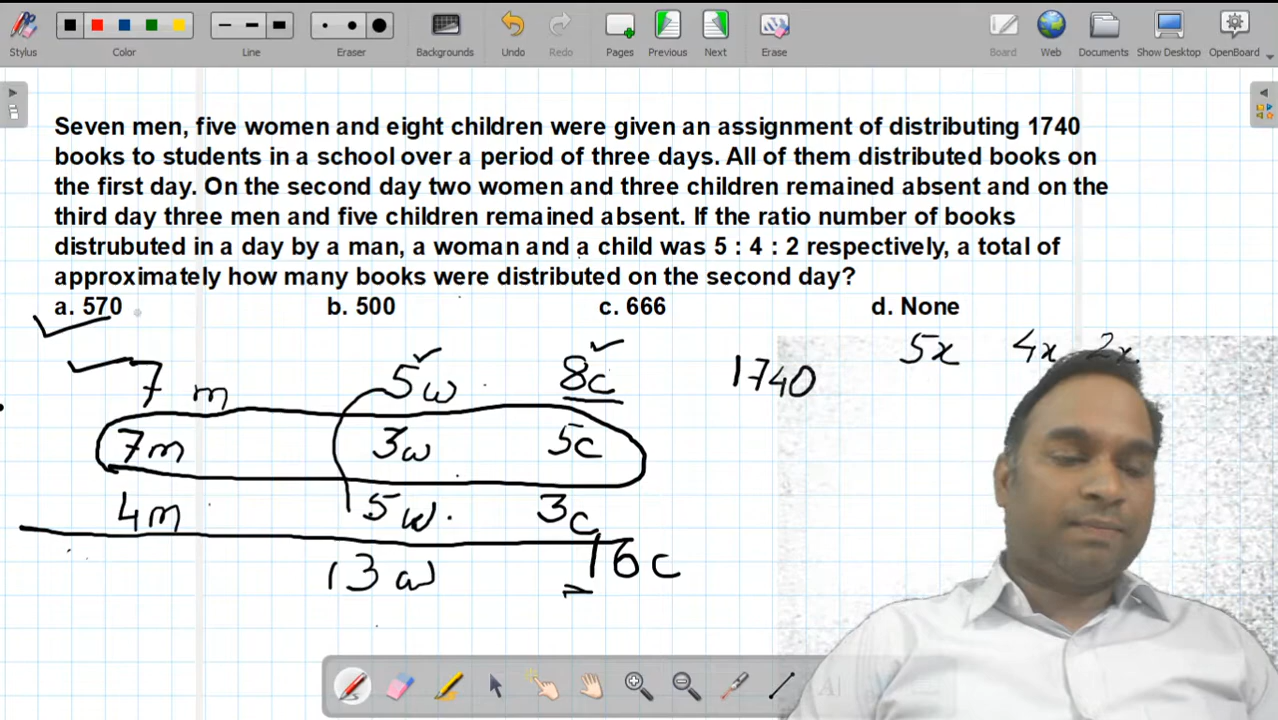 Stylus Color Line Eraser Backgrounds Undo Redo Pages Previous Next Erase Board Web Documents Show Desktop OpenBoard
Seven men, five women and eight children were given an assignment of distributing 1740
books to students in a school over a period of three days. All of them distributed books on
the first day. On the second day two women and three children remained absent and on the
third day three men and five children remained absent. If the ratio number of books
distrubuted in a day by a man, a woman and a child was 5 : 4 : 2 respectively, a total of
approximately how many books were distributed on the second day?
a. 570 b. 500 c. 666 d. None
7 m 5w 8c 1740 5x 4x 2x
7m 3w 5c
4m 5w 3c
13 w 16 c